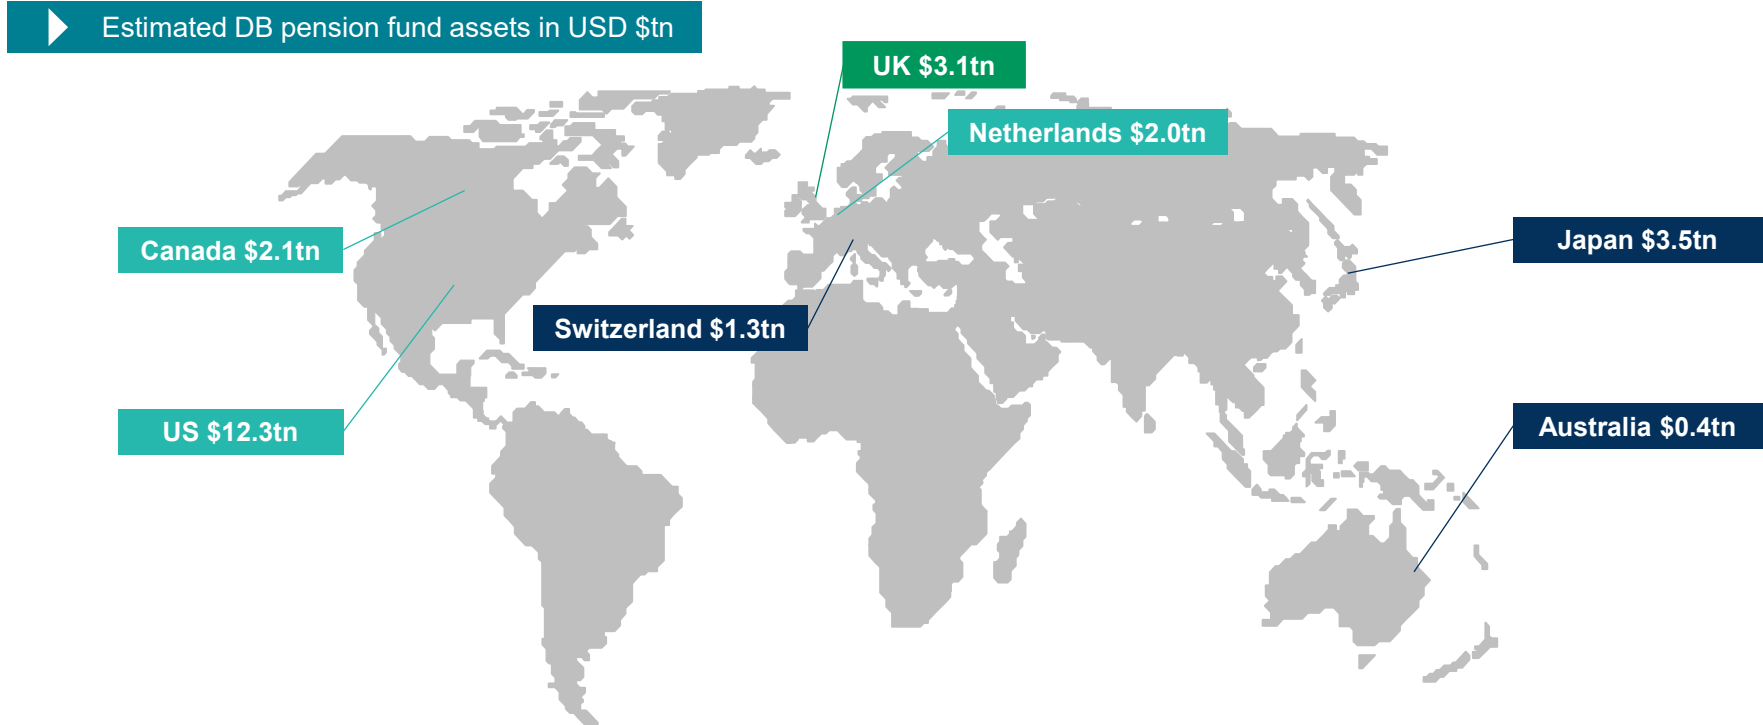 Estimated DB pension fund assets in USD $tn
UK $3.1tn
Netherlands $2.0tn
Canada $2.1tn
Japan $3.5tn
Switzerland $1.3tn
US $12.3tn
Australia $0.4tn